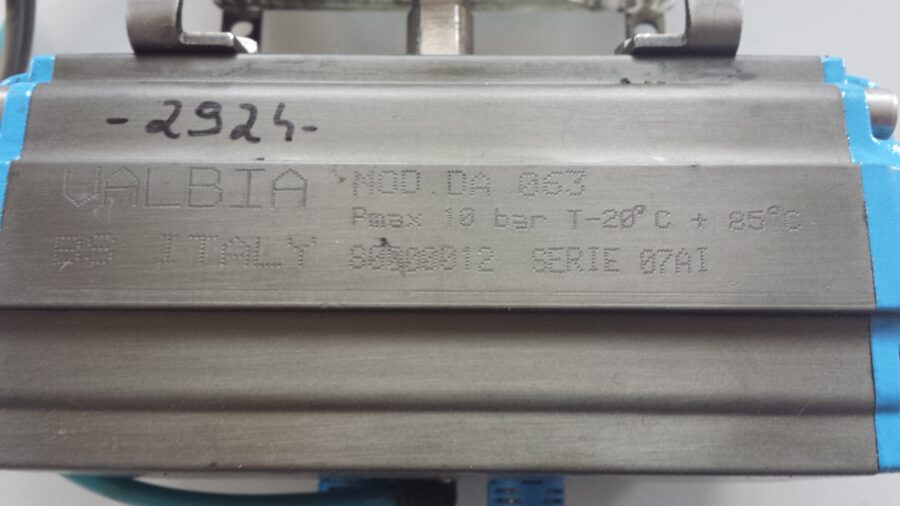 -2924-
VALBIA MOD.DA 063
Pmax 10 bar T-20°C + 85°C
ITALY SERIE 07AI